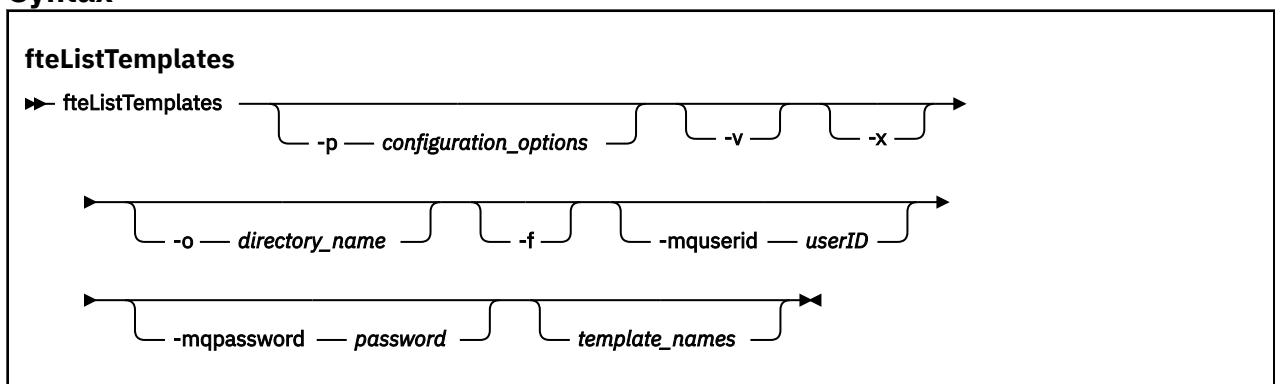 Syntax
fteListTemplates
fteListTemplates
-p configuration_options -v -x
-o directory_name -f -mquserid userID
-mqpassword password template_names